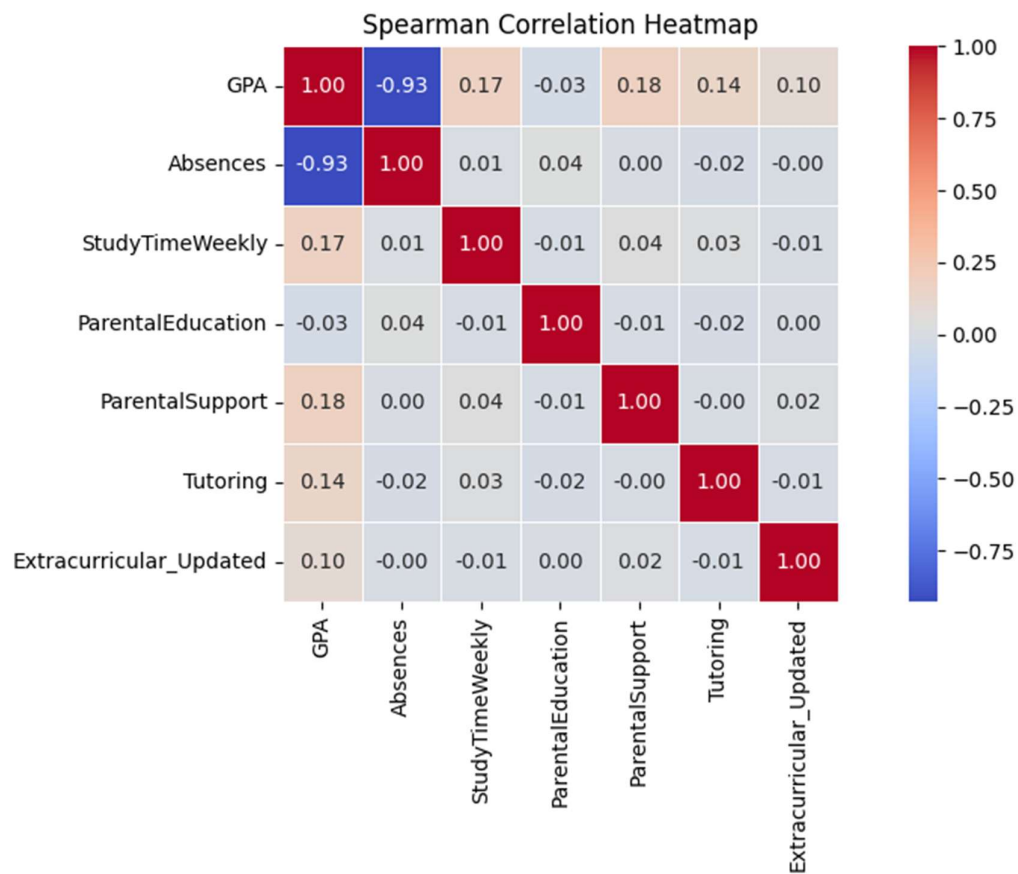 Spearman Correlation Heatmap
GPA 1.00 -0.93 0.17 -0.03 0.18 0.14 0.10
Absences -0.93 1.00 0.01 0.04 0.00 -0.02 -0.00
StudyTimeWeekly 0.17 0.01 1.00 -0.01 0.04 0.03 -0.01
ParentalEducation -0.03 0.04 -0.01 1.00 -0.01 -0.02 0.00
ParentalSupport 0.18 0.00 0.04 -0.01 1.00 -0.00 0.02
Tutoring 0.14 -0.02 0.03 -0.02 -0.00 1.00 -0.01
Extracurricular_Updated 0.10 -0.00 -0.01 0.00 0.02 -0.01 1.00
GPA
Absences
StudyTimeWeekly
ParentalEducation
ParentalSupport
Tutoring
Extracurricular_Updated
1.00
0.75
0.50
0.25
0.00
−0.25
−0.50
−0.75